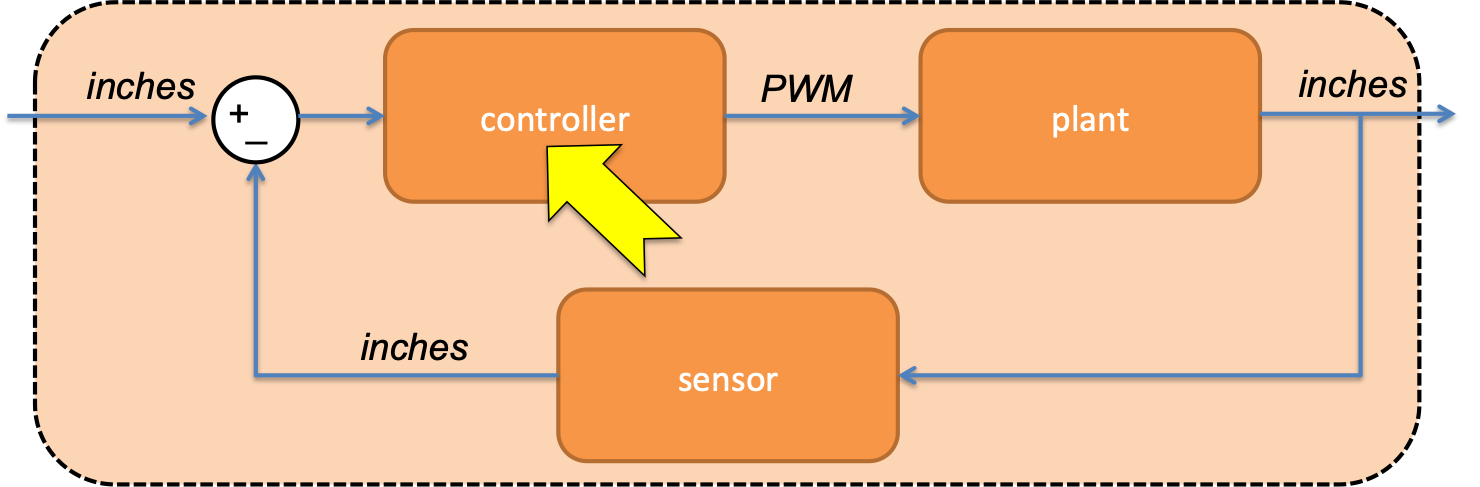 inches
+
–
controller
PWM
plant
inches
inches
sensor